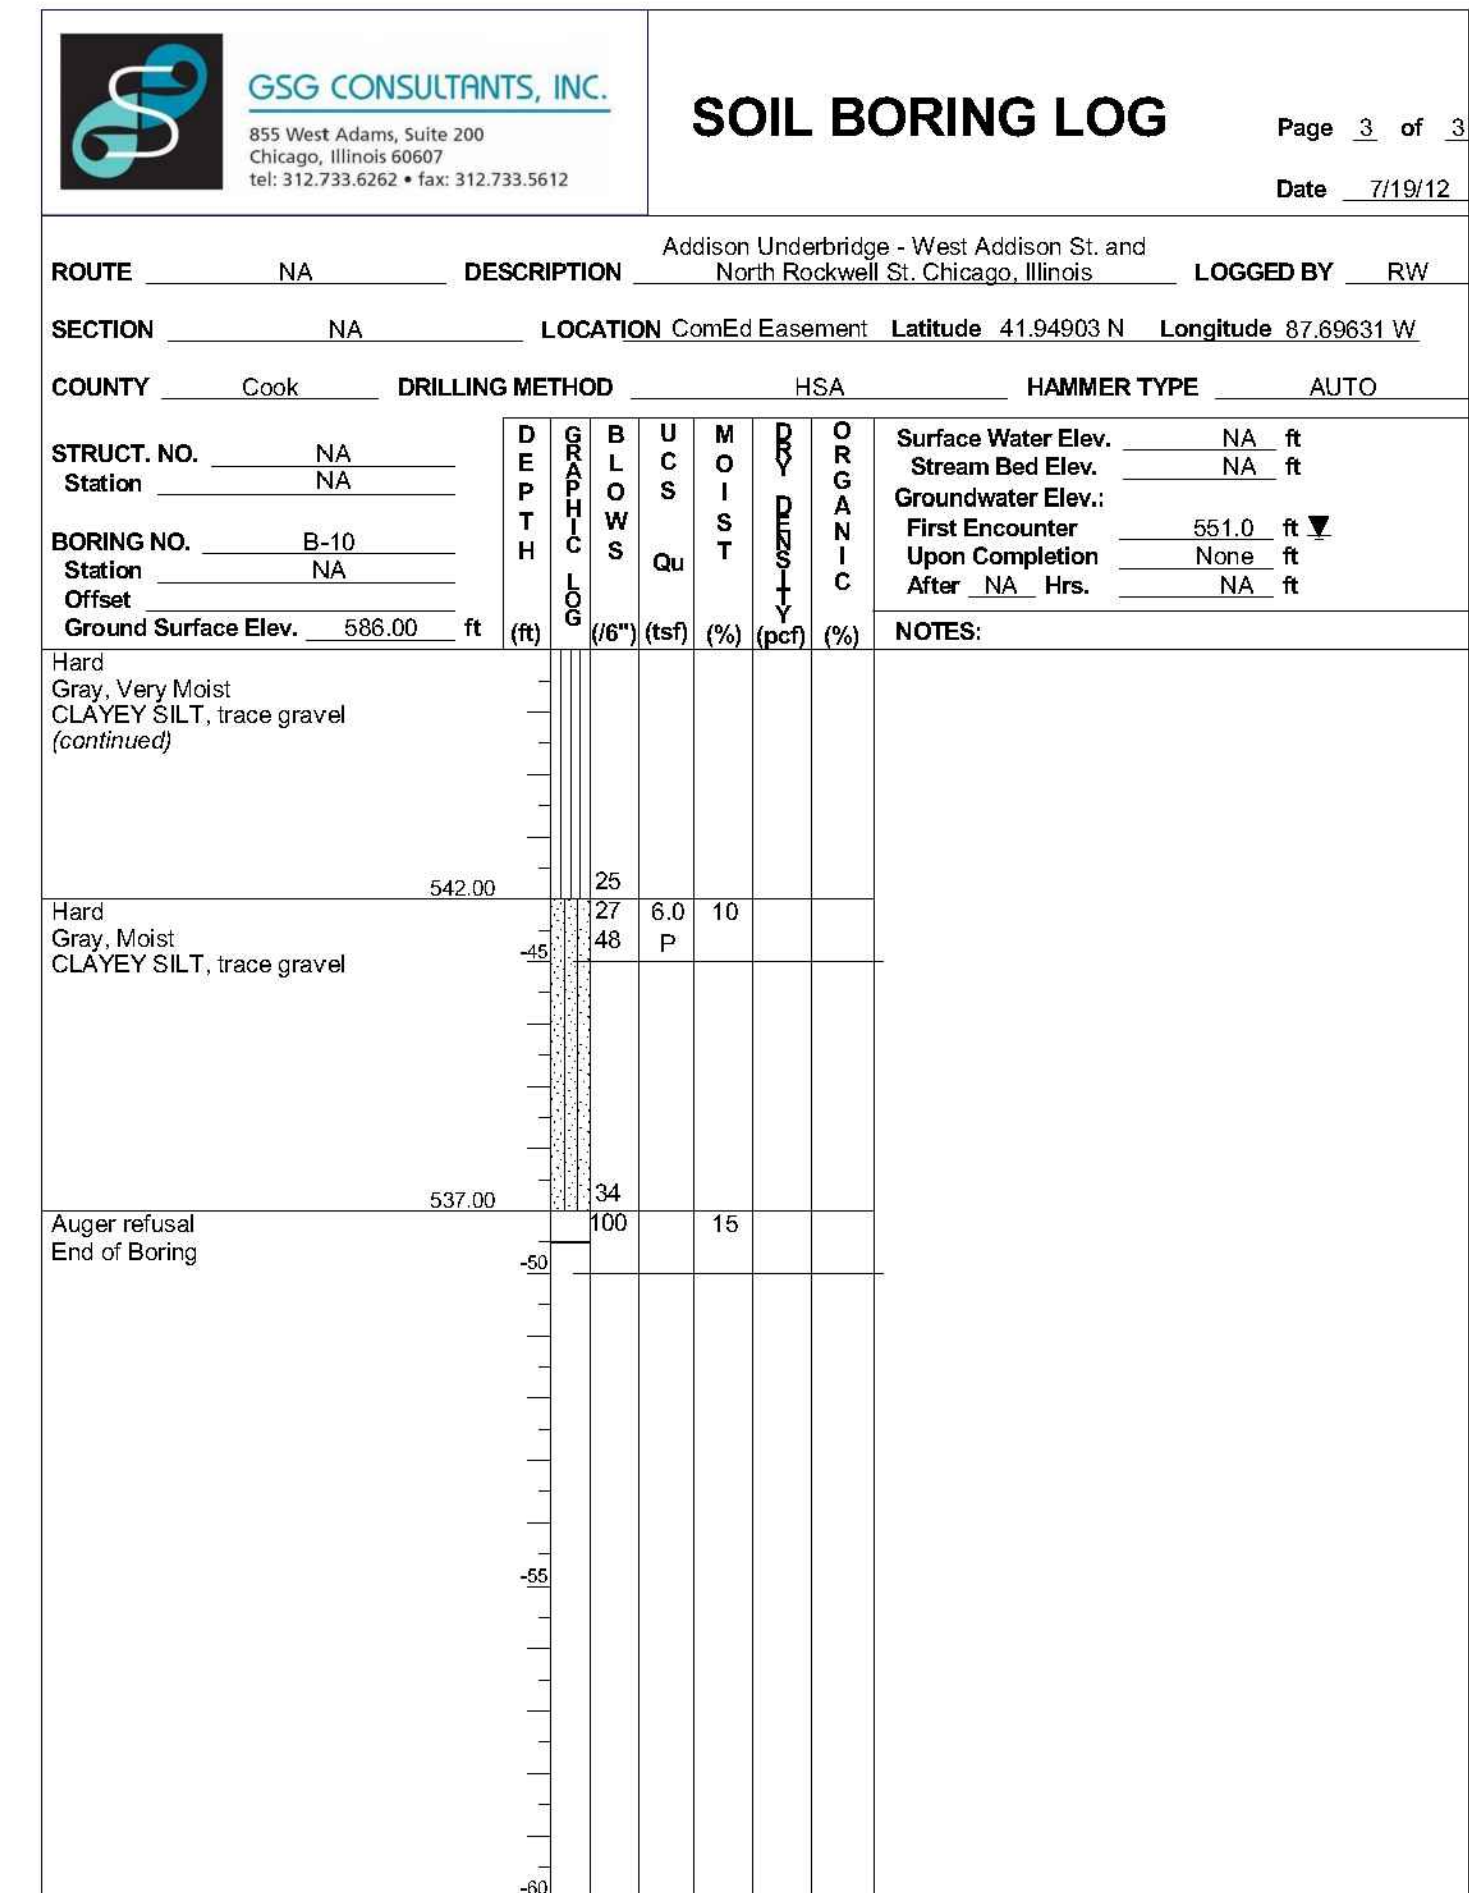 GSG CONSULTANTS, INC.
855 West Adams, Suite 200
Chicago, Illinois 60607
tel: 312.733.6262 • fax: 312.733.5612
SOIL BORING LOG
Page 3 of 3
Date 7/19/12
ROUTE NA DESCRIPTION Addison Underbridge - West Addison St. and
North Rockwell St. Chicago, Illinois LOGGED BY RW
SECTION NA LOCATION ComEd Easement Latitude 41.94903 N Longitude 87.69631 W
COUNTY Cook DRILLING METHOD HSA HAMMER TYPE AUTO
STRUCT. NO. NA
Station NA
BORING NO. B-10
Station NA
Offset
Ground Surface Elev. 586.00 ft
DEPTH (ft)
GRAPHIC LOG
BLOWS (/6")
UCS Qu (tsf)
MOIST (%)
DRY DENSITY (pcf)
ORGANIC (%)
Surface Water Elev. NA ft
Stream Bed Elev. NA ft
Groundwater Elev.:
First Encounter 551.0 ft
Upon Completion None ft
After NA Hrs. NA ft
NOTES:
Hard
Gray, Very Moist
CLAYEY SILT, trace gravel
(continued)
542.00 25
Hard 27 6.0 10
Gray, Moist 48 P
CLAYEY SILT, trace gravel -45
537.00 34
Auger refusal 100 15
End of Boring -50
-55
-60